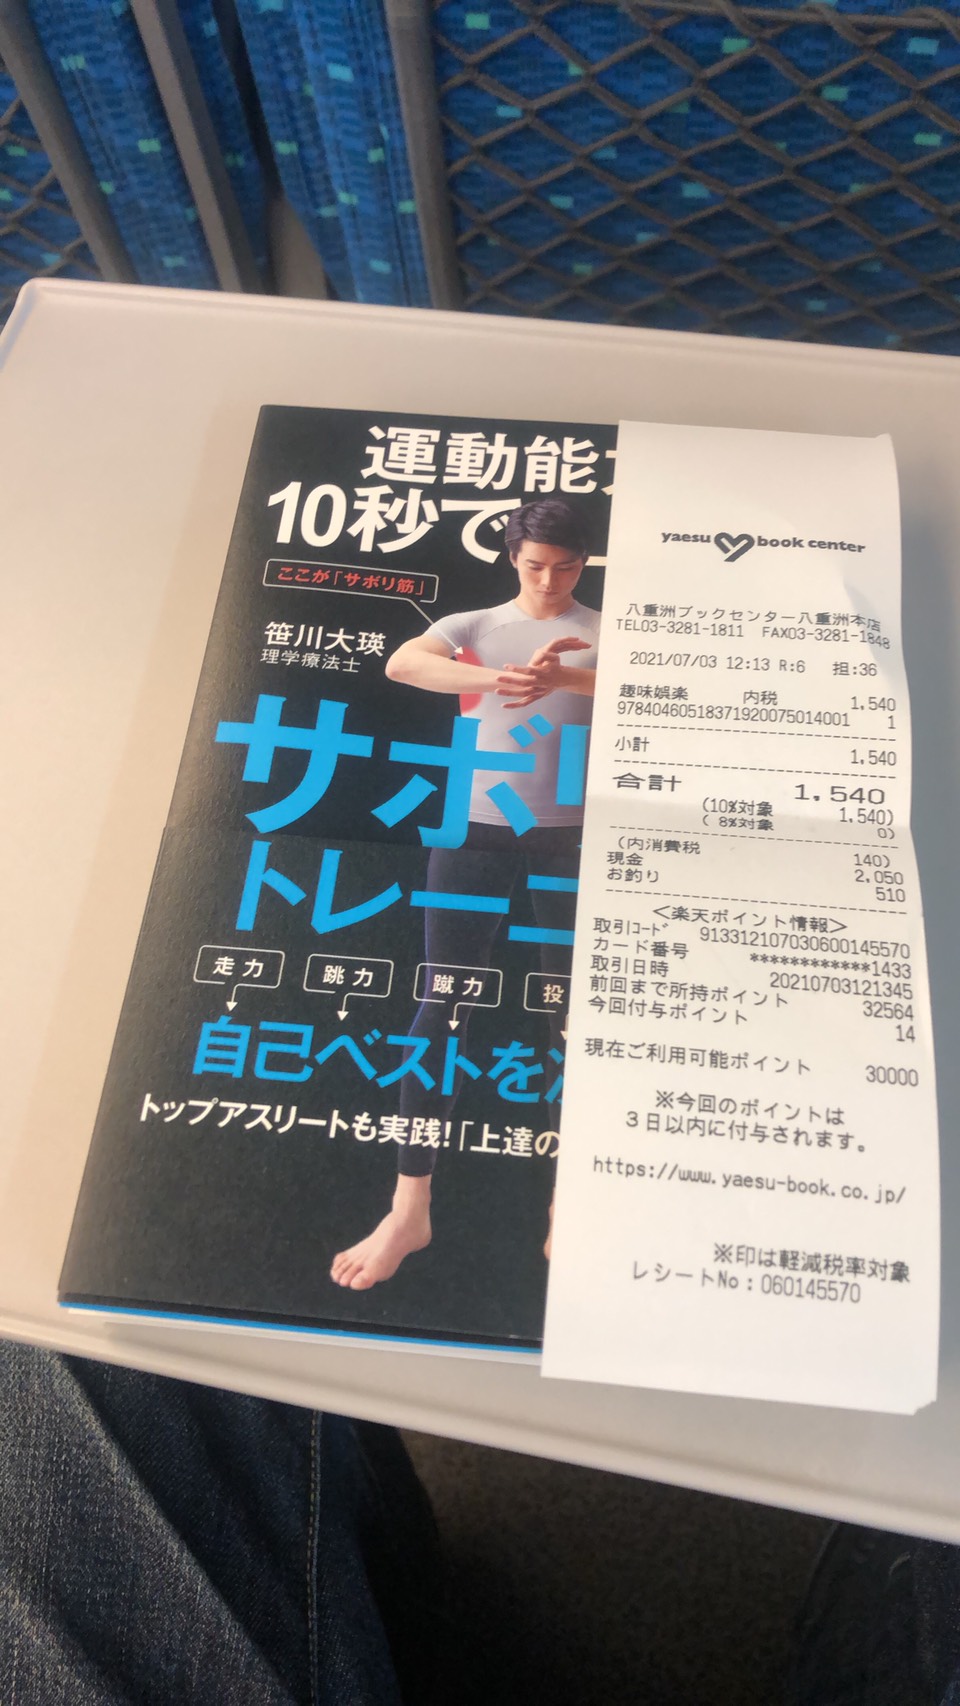 運動能
10秒で
ここが「サボリ筋」
笹川大瑛
理学療法士
サボ
トレー
走力
跳力
蹴力
投
自己ベストを
トップアスリートも実践!「上達の
yaesu book center
八重洲ブックセンター八重洲本店
TEL03-3281-1811 FAX03-3281-1848
2021/07/03 12:13 R:6 担:36
趣味娯楽 内税 1,540
97840460518371920075014001 1
小計 1,540
合計 1,540
(10%対象 1,540)
( 8%対象 0)
(内消費税 140)
現金 2,050
お釣り 510
<楽天ポイント情報>
取引コード 913312107030600145570
カード番号 ************1433
取引日時 20210703121345
前回まで所持ポイント 32564
今回付与ポイント 14
現在ご利用可能ポイント 30000
※今回のポイントは
3日以内に付与されます。
https://www.yaesu-book.co.jp/
※印は軽減税率対象
レシートNo:060145570